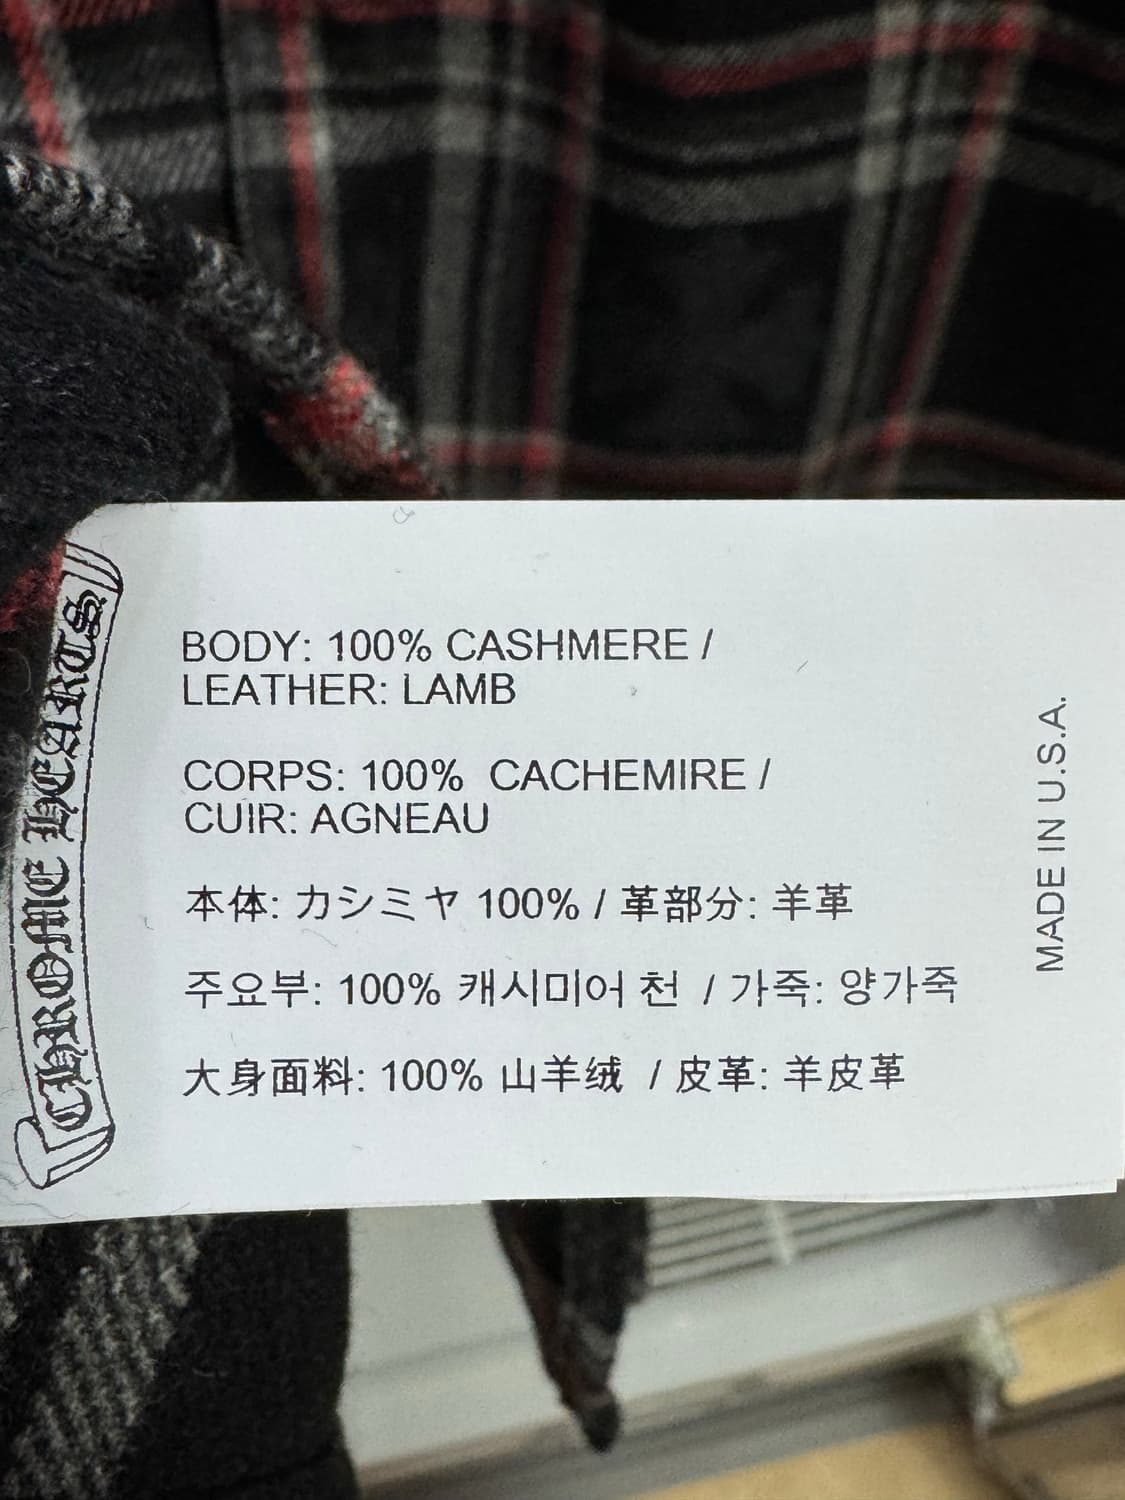 CHROME HEARTS
BODY: 100% CASHMERE /
LEATHER: LAMB
CORPS: 100% CACHEMIRE /
CUIR: AGNEAU
本体: カシミヤ 100% / 革部分: 羊革
주요부: 100% 캐시미어 천 / 가죽: 양가죽
大身面料: 100% 山羊绒 / 皮革: 羊皮革
MADE IN U.S.A.